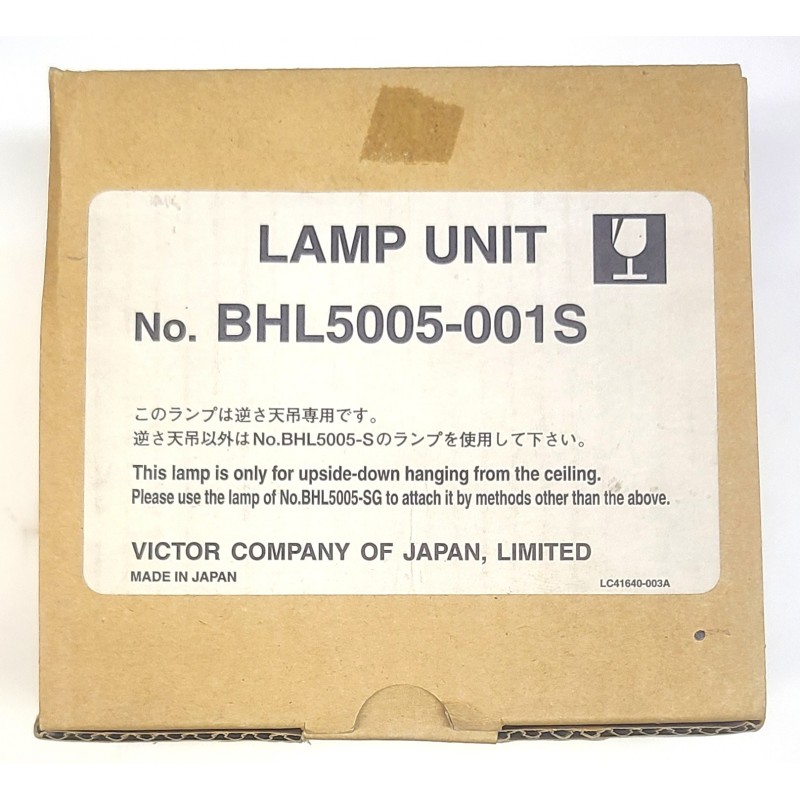 LAMP UNIT
No. BHL5005-001S
このランプは逆さ天吊専用です。
逆さ天吊以外はNo.BHL5005-Sのランプを使用して下さい。
This lamp is only for upside-down hanging from the ceiling.
Please use the lamp of No.BHL5005-SG to attach it by methods other than the above.
VICTOR COMPANY OF JAPAN, LIMITED
MADE IN JAPAN
LC41640-003A